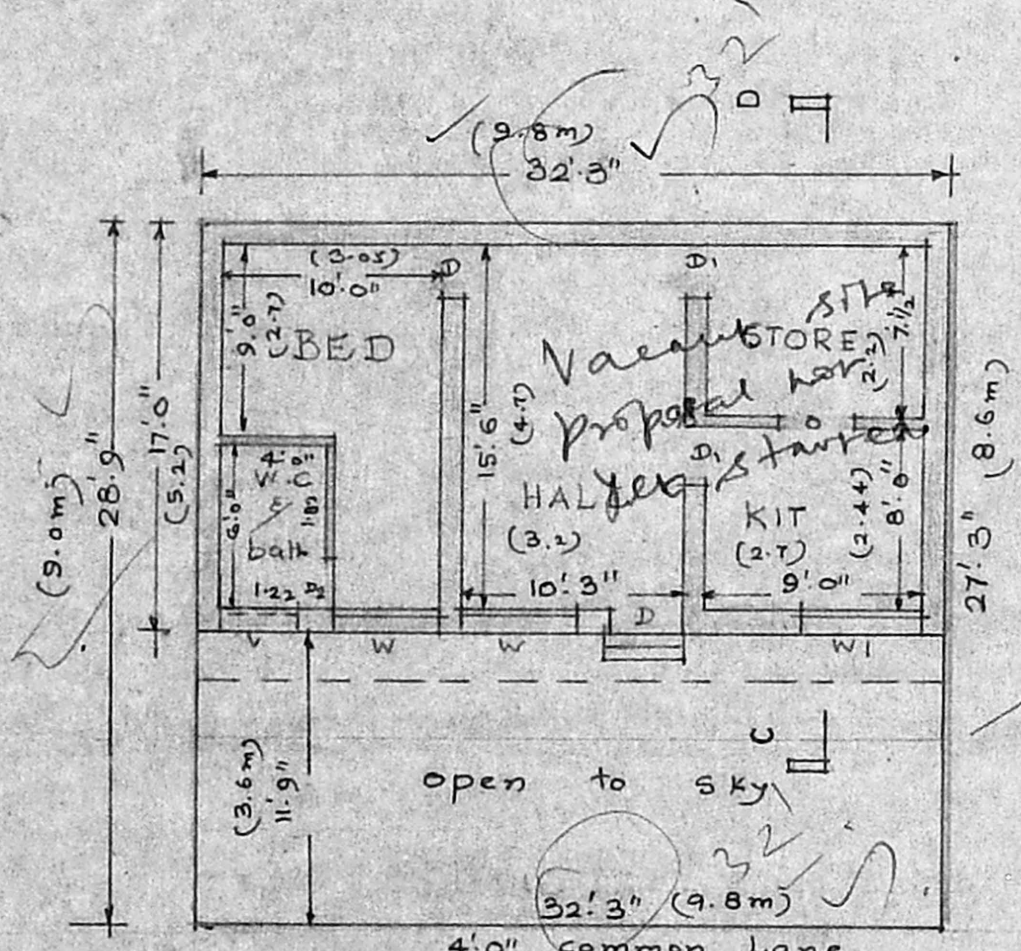 32
D
(9.8m)
32'.3"
(3.05)
10'.0"
D
D1
9'.0"
(2.7)
BED
STORE
7'.1/2"
(2.2)
Vacant site
proposal nor
yet started
28'.9"
(9.0m)
17'.0"
(5.2)
15'.6"
(4.7)
27'.3" (8.6m)
4'.0"
W.C
&
bath
6'.0"
1.83
1.22 D2
HALL
(3.2)
10'.3"
D1
O
KIT
(2.7)
9'.0"
8'.0"
(2.44)
V
W
W
D
W1
(3.6m)
11'.9"
C
open to sky
32
32'.3" (9.8m)
4'.0" common Lane